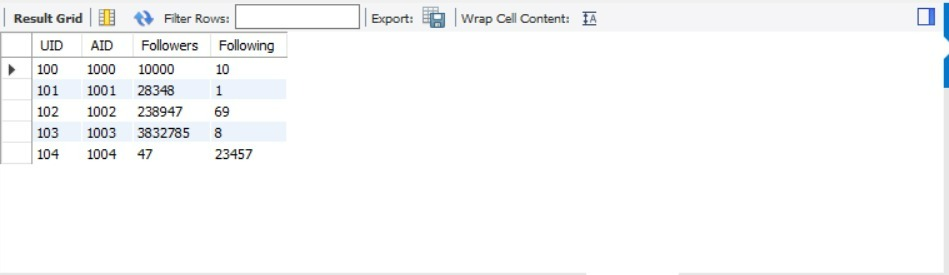 Result Grid Filter Rows: Export: Wrap Cell Content: IA
UID AID Followers Following
100 1000 10000 10
101 1001 28348 1
102 1002 238947 69
103 1003 3832785 8
104 1004 47 23457